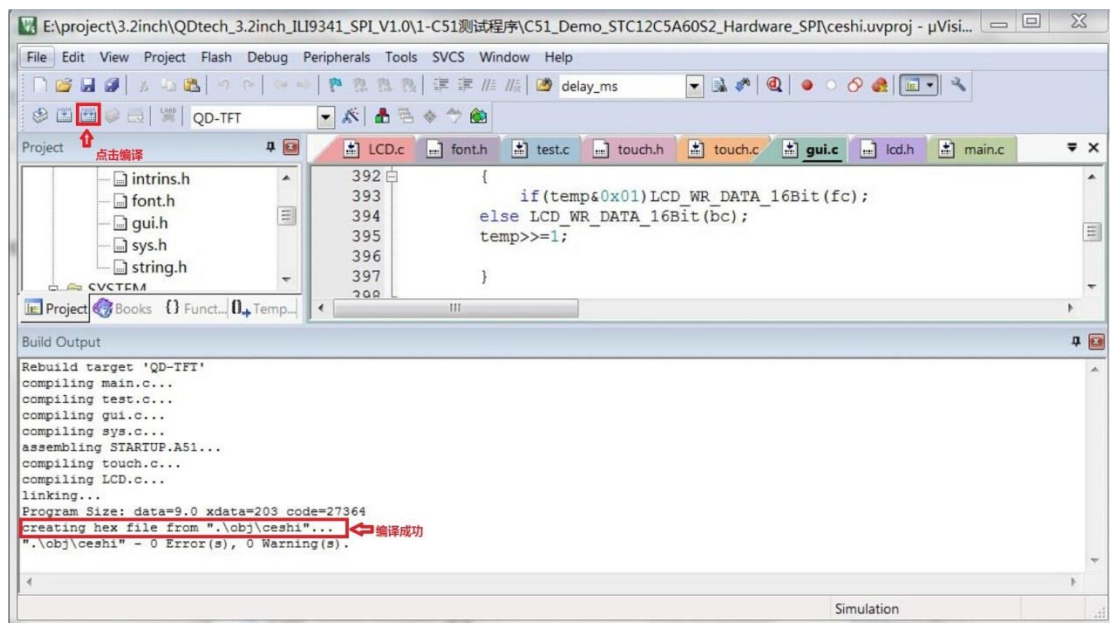 E:\project\3.2inch\QDtech_3.2inch_ILI9341_SPI_V1.0\1-C51测试程序\C51_Demo_STC12C5A60S2_Hardware_SPI\ceshi.uvproj - µVisi...
File Edit View Project Flash Debug Peripherals Tools SVCS Window Help
delay_ms
LOAD QD-TFT
Project
点击编译
LCD.c font.h test.c touch.h touch.c gui.c lcd.h main.c
intrins.h
font.h
gui.h
sys.h
string.h
SYSTEM
392 {
393 if(temp&0x01)LCD_WR_DATA_16Bit(fc);
394 else LCD_WR_DATA_16Bit(bc);
395 temp>>=1;
396
397 }
398
Project Books {} Funct... 0 Temp...
Build Output
Rebuild target 'QD-TFT'
compiling main.c...
compiling test.c...
compiling gui.c...
compiling sys.c...
assembling STARTUP.A51...
compiling touch.c...
compiling LCD.c...
linking...
Program Size: data=9.0 xdata=203 code=27364
creating hex file from ".\obj\ceshi"... 编译成功
".\obj\ceshi" - 0 Error(s), 0 Warning(s).
Simulation